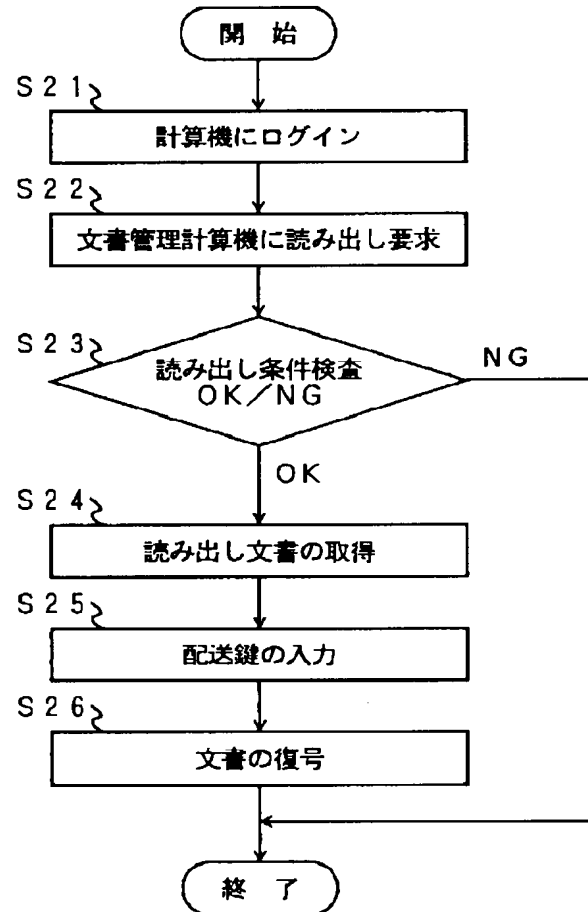 開 始
S21
計算機にログイン
S22
文書管理計算機に読み出し要求
S23
読み出し条件検査
OK/NG
NG
OK
S24
読み出し文書の取得
S25
配送鍵の入力
S26
文書の復号
終 了